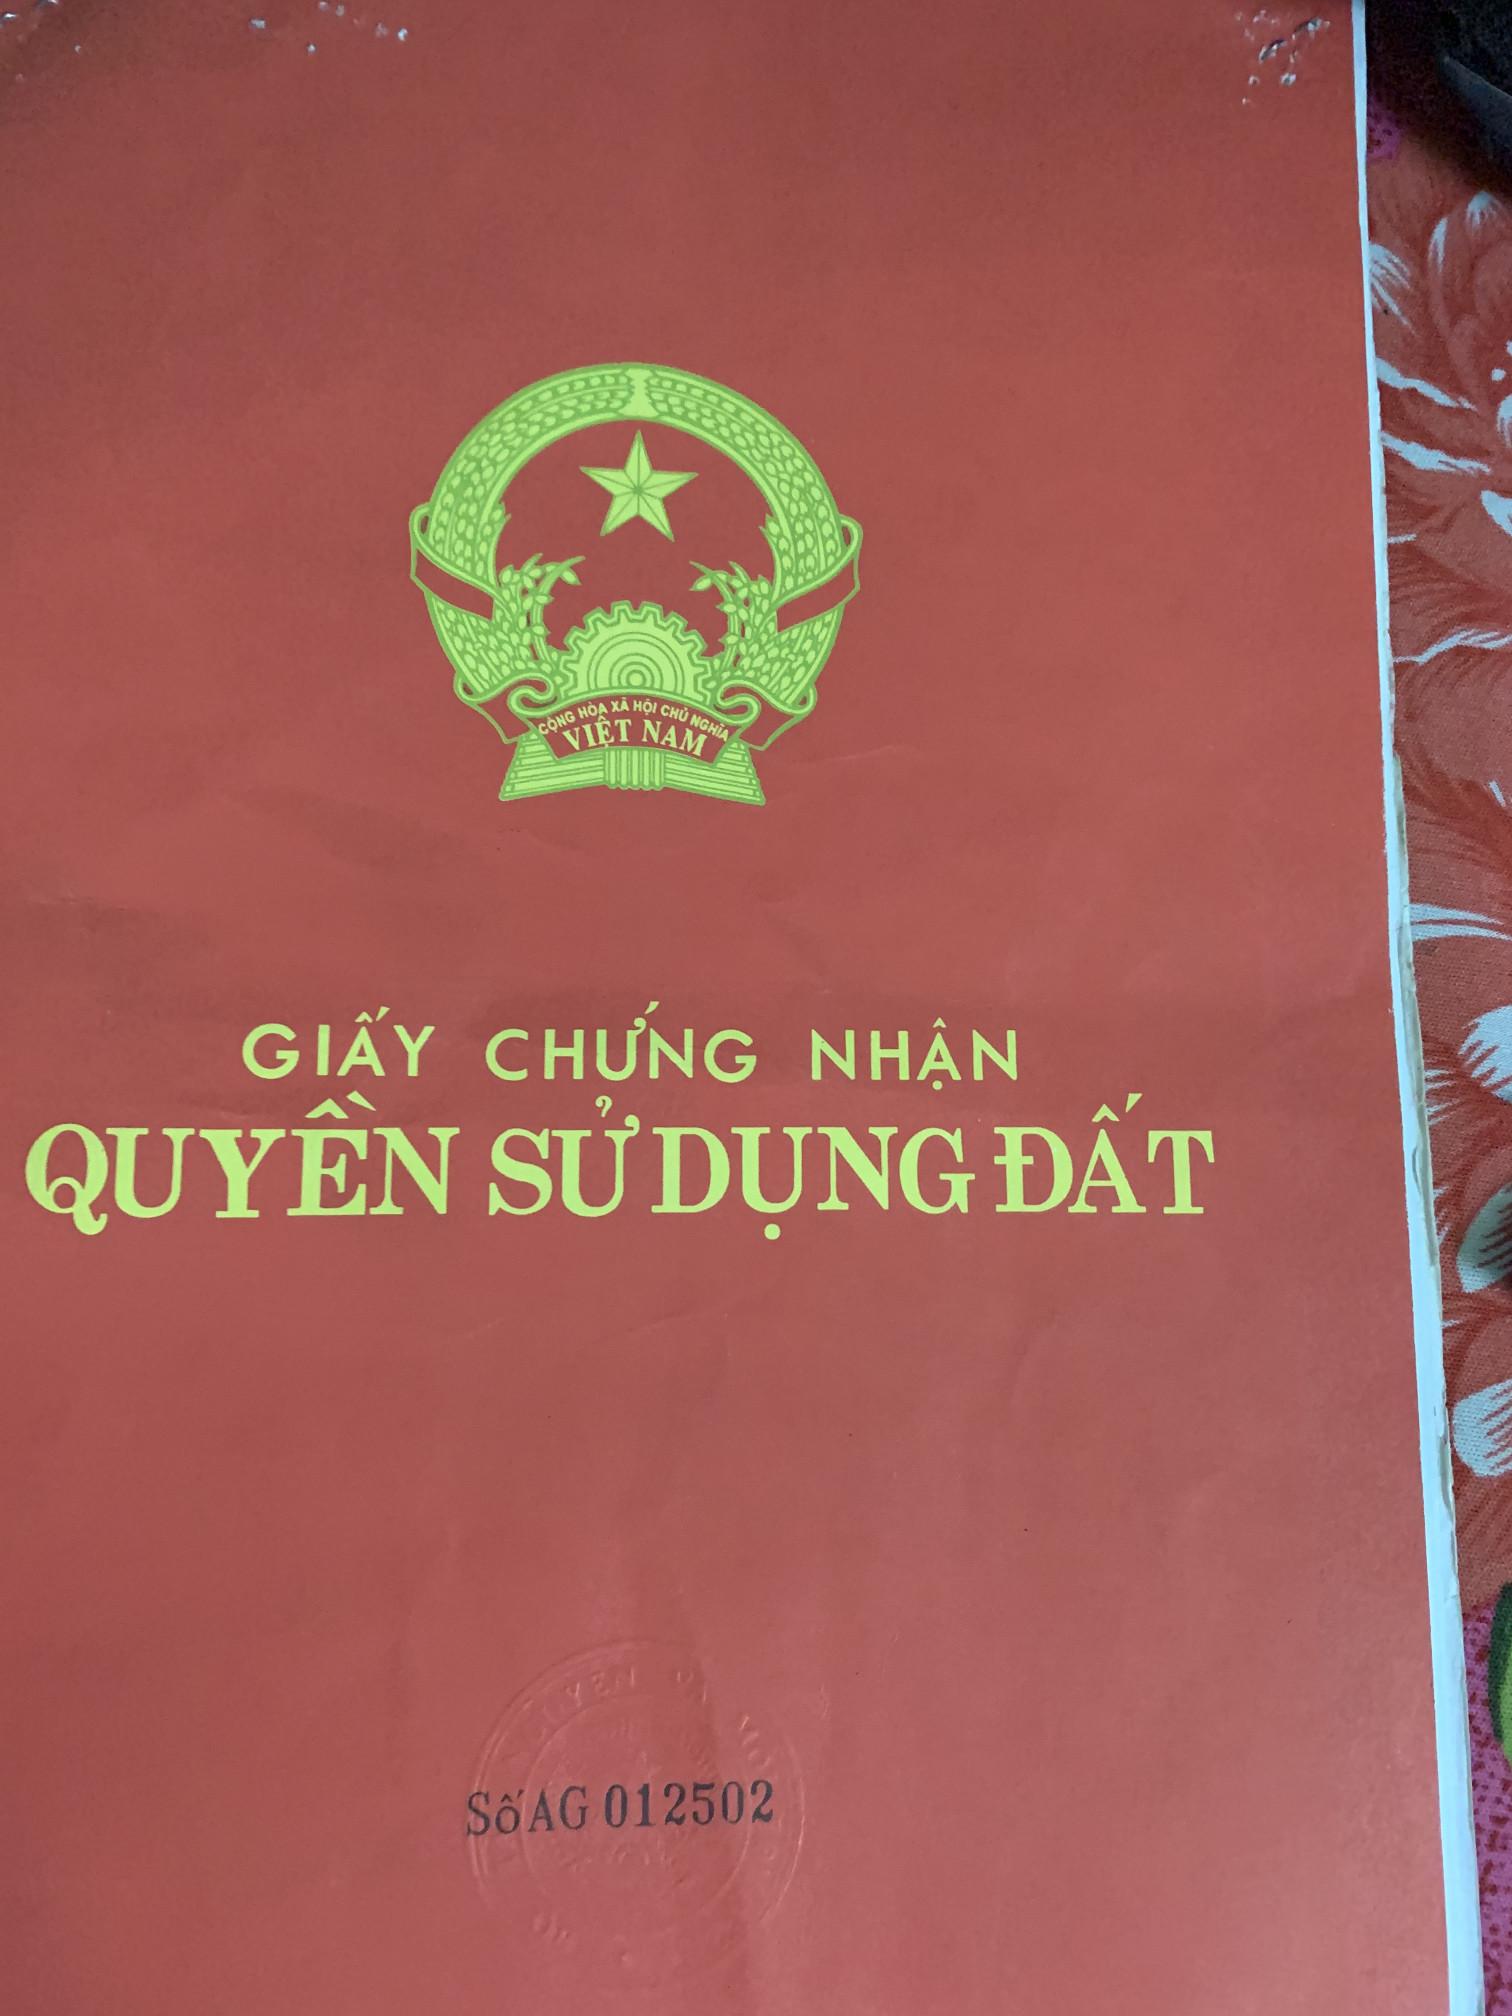 CỘNG HÒA XÃ HỘI CHỦ NGHĨA
VIỆT NAM
GIẤY CHỨNG NHẬN
QUYỀN SỬ DỤNG ĐẤT
Số AG 012502